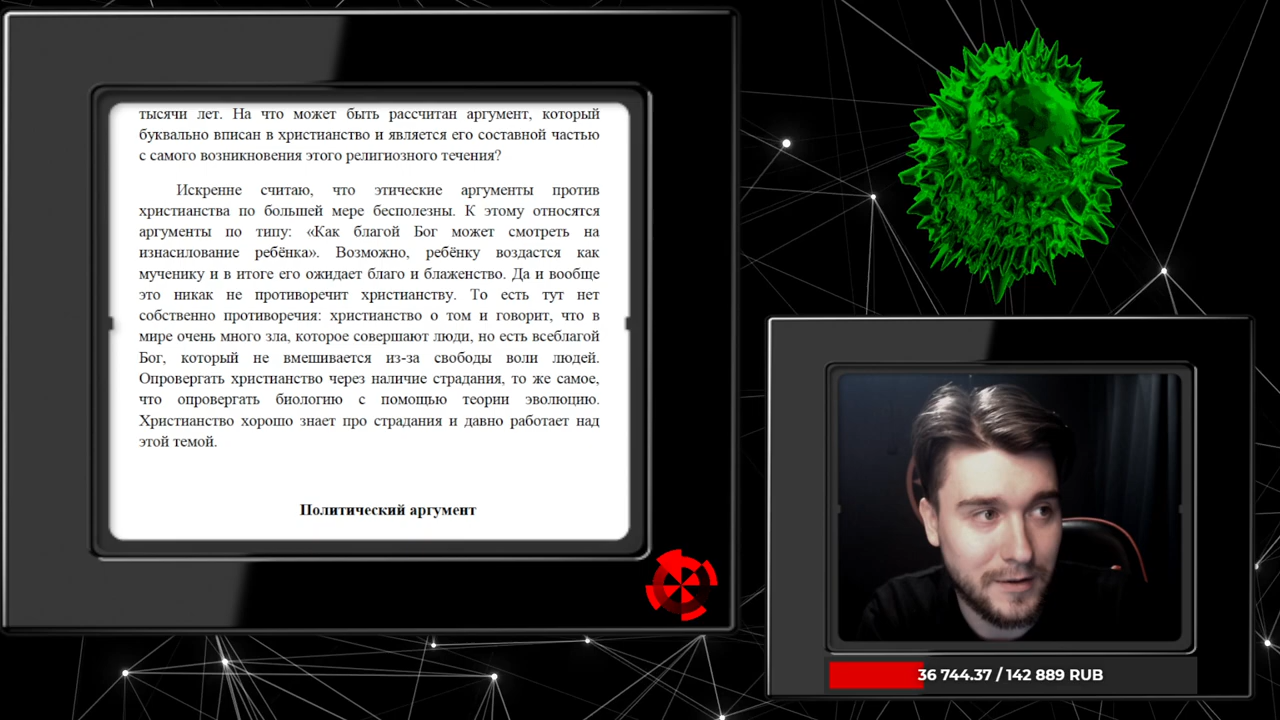 тысячи лет. На что может быть рассчитан аргумент, который
буквально вписан в христианство и является его составной частью
с самого возникновения этого религиозного течения?
Искренне считаю, что этические аргументы против
христианства по большей мере бесполезны. К этому относятся
аргументы по типу: «Как благой Бог может смотреть на
изнасилование ребёнка». Возможно, ребёнку воздастся как
мученику и в итоге его ожидает благо и блаженство. Да и вообще
это никак не противоречит христианству. То есть тут нет
собственно противоречия: христианство о том и говорит, что в
мире очень много зла, которое совершают люди, но есть всеблагой
Бог, который не вмешивается из-за свободы воли людей.
Опровергать христианство через наличие страдания, то же самое,
что опровергать биологию с помощью теории эволюцию.
Христианство хорошо знает про страдания и давно работает над
этой темой.
Политический аргумент
36 744.37 / 142 889 RUB